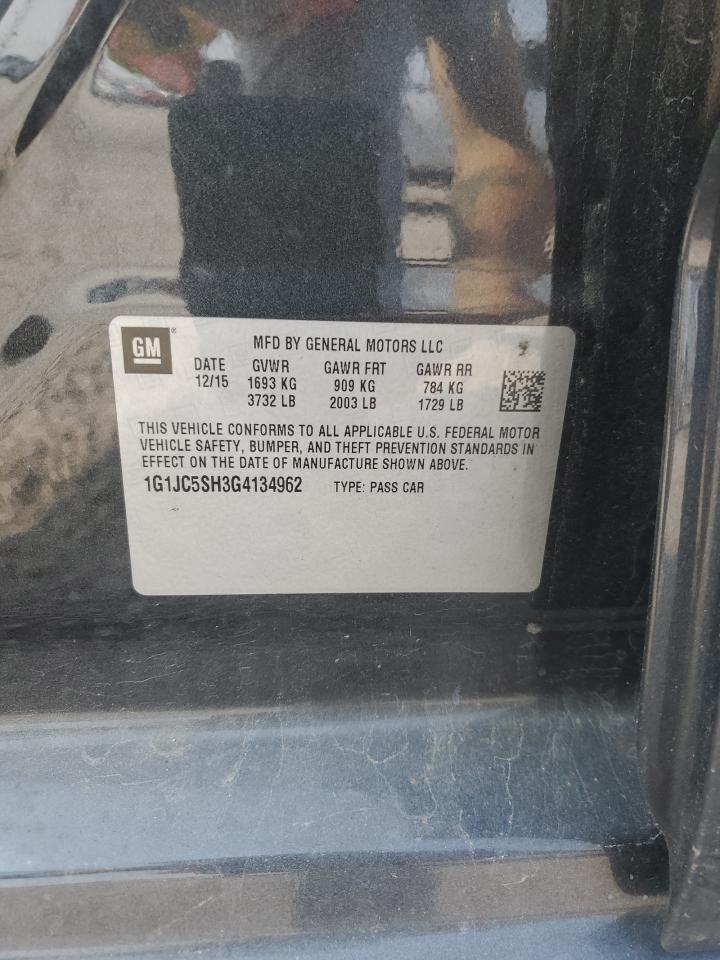 GM ®
MFD BY GENERAL MOTORS LLC
DATE GVWR GAWR FRT GAWR RR
12/15 1693 KG 909 KG 784 KG
3732 LB 2003 LB 1729 LB
THIS VEHICLE CONFORMS TO ALL APPLICABLE U.S. FEDERAL MOTOR
VEHICLE SAFETY, BUMPER, AND THEFT PREVENTION STANDARDS IN
EFFECT ON THE DATE OF MANUFACTURE SHOWN ABOVE.
1G1JC5SH3G4134962 TYPE: PASS CAR